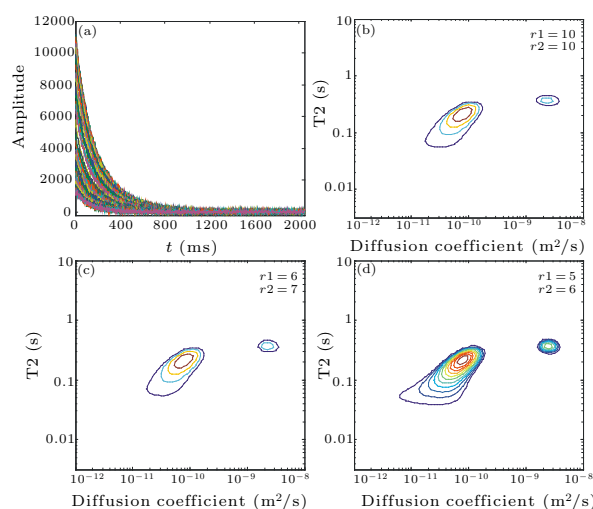 (a)
12000
10000
8000
6000
4000
2000
0
Amplitude
0 400 800 1200 1600 2000
t (ms)
(b)
r1=10
r2=10
10
1
0.1
0.01
T2 (s)
10⁻¹² 10⁻¹¹ 10⁻¹⁰ 10⁻⁹ 10⁻⁸
Diffusion coefficient (m²/s)
(c)
r1=6
r2=7
10
1
0.1
0.01
T2 (s)
10⁻¹² 10⁻¹¹ 10⁻¹⁰ 10⁻⁹ 10⁻⁸
Diffusion coefficient (m²/s)
(d)
r1=5
r2=6
10
1
0.1
0.01
T2 (s)
10⁻¹² 10⁻¹¹ 10⁻¹⁰ 10⁻⁹ 10⁻⁸
Diffusion coefficient (m²/s)